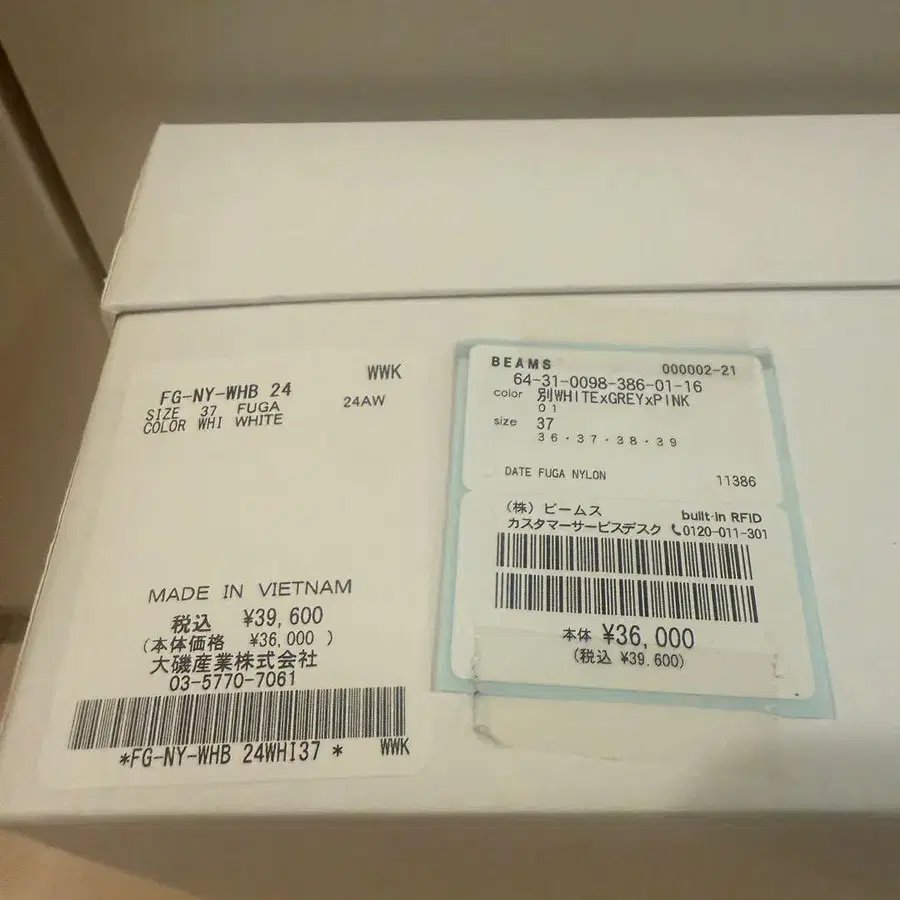 WWK
FG-NY-WHB 24
SIZE 37 FUGA 24AW
COLOR WHI WHITE
MADE IN VIETNAM
税込 ¥39,600
(本体価格 ¥36,000 )
大磯産業株式会社
03-5770-7061
*FG-NY-WHB 24WHI37 * WWK
BEAMS 000002-21
64-31-0098-386-01-16
color 別WHITExGREYxPINK
01
size 37
36・37・38・39
DATE FUGA NYLON 11386
(株) ビームス built-in RFID
カスタマーサービスデスク 0120-011-301
本体 ¥36,000
(税込 ¥39,600)